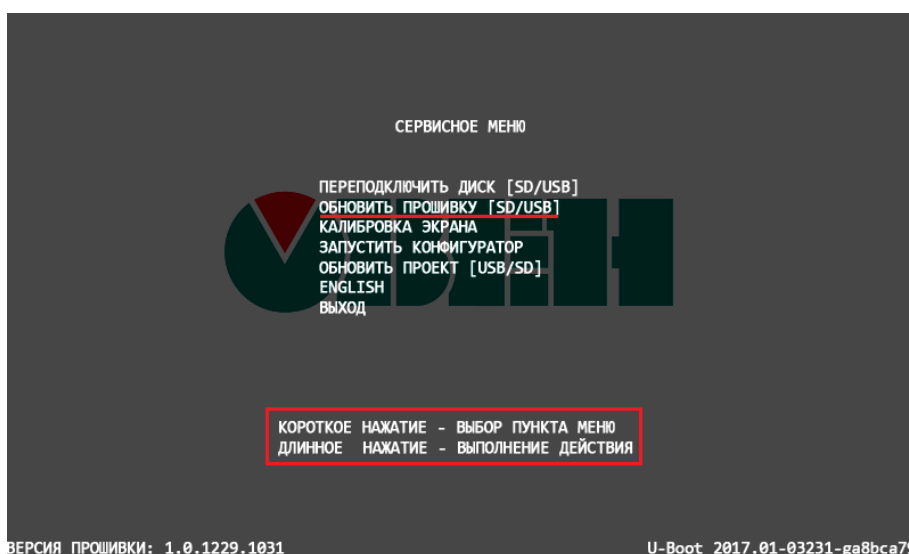 СЕРВИСНОЕ МЕНЮ
ПЕРЕПОДКЛЮЧИТЬ ДИСК [SD/USB]
ОБНОВИТЬ ПРОШИВКУ [SD/USB]
КАЛИБРОВКА ЭКРАНА
ЗАПУСТИТЬ КОНФИГУРАТОР
ОБНОВИТЬ ПРОЕКТ [USB/SD]
ENGLISH
ВЫХОД
ОВЕН
КОРОТКОЕ НАЖАТИЕ - ВЫБОР ПУНКТА МЕНЮ
ДЛИННОЕ НАЖАТИЕ - ВЫПОЛНЕНИЕ ДЕЙСТВИЯ
ВЕРСИЯ ПРОШИВКИ: 1.0.1229.1031
U-Boot 2017.01-03231-ga8bca79